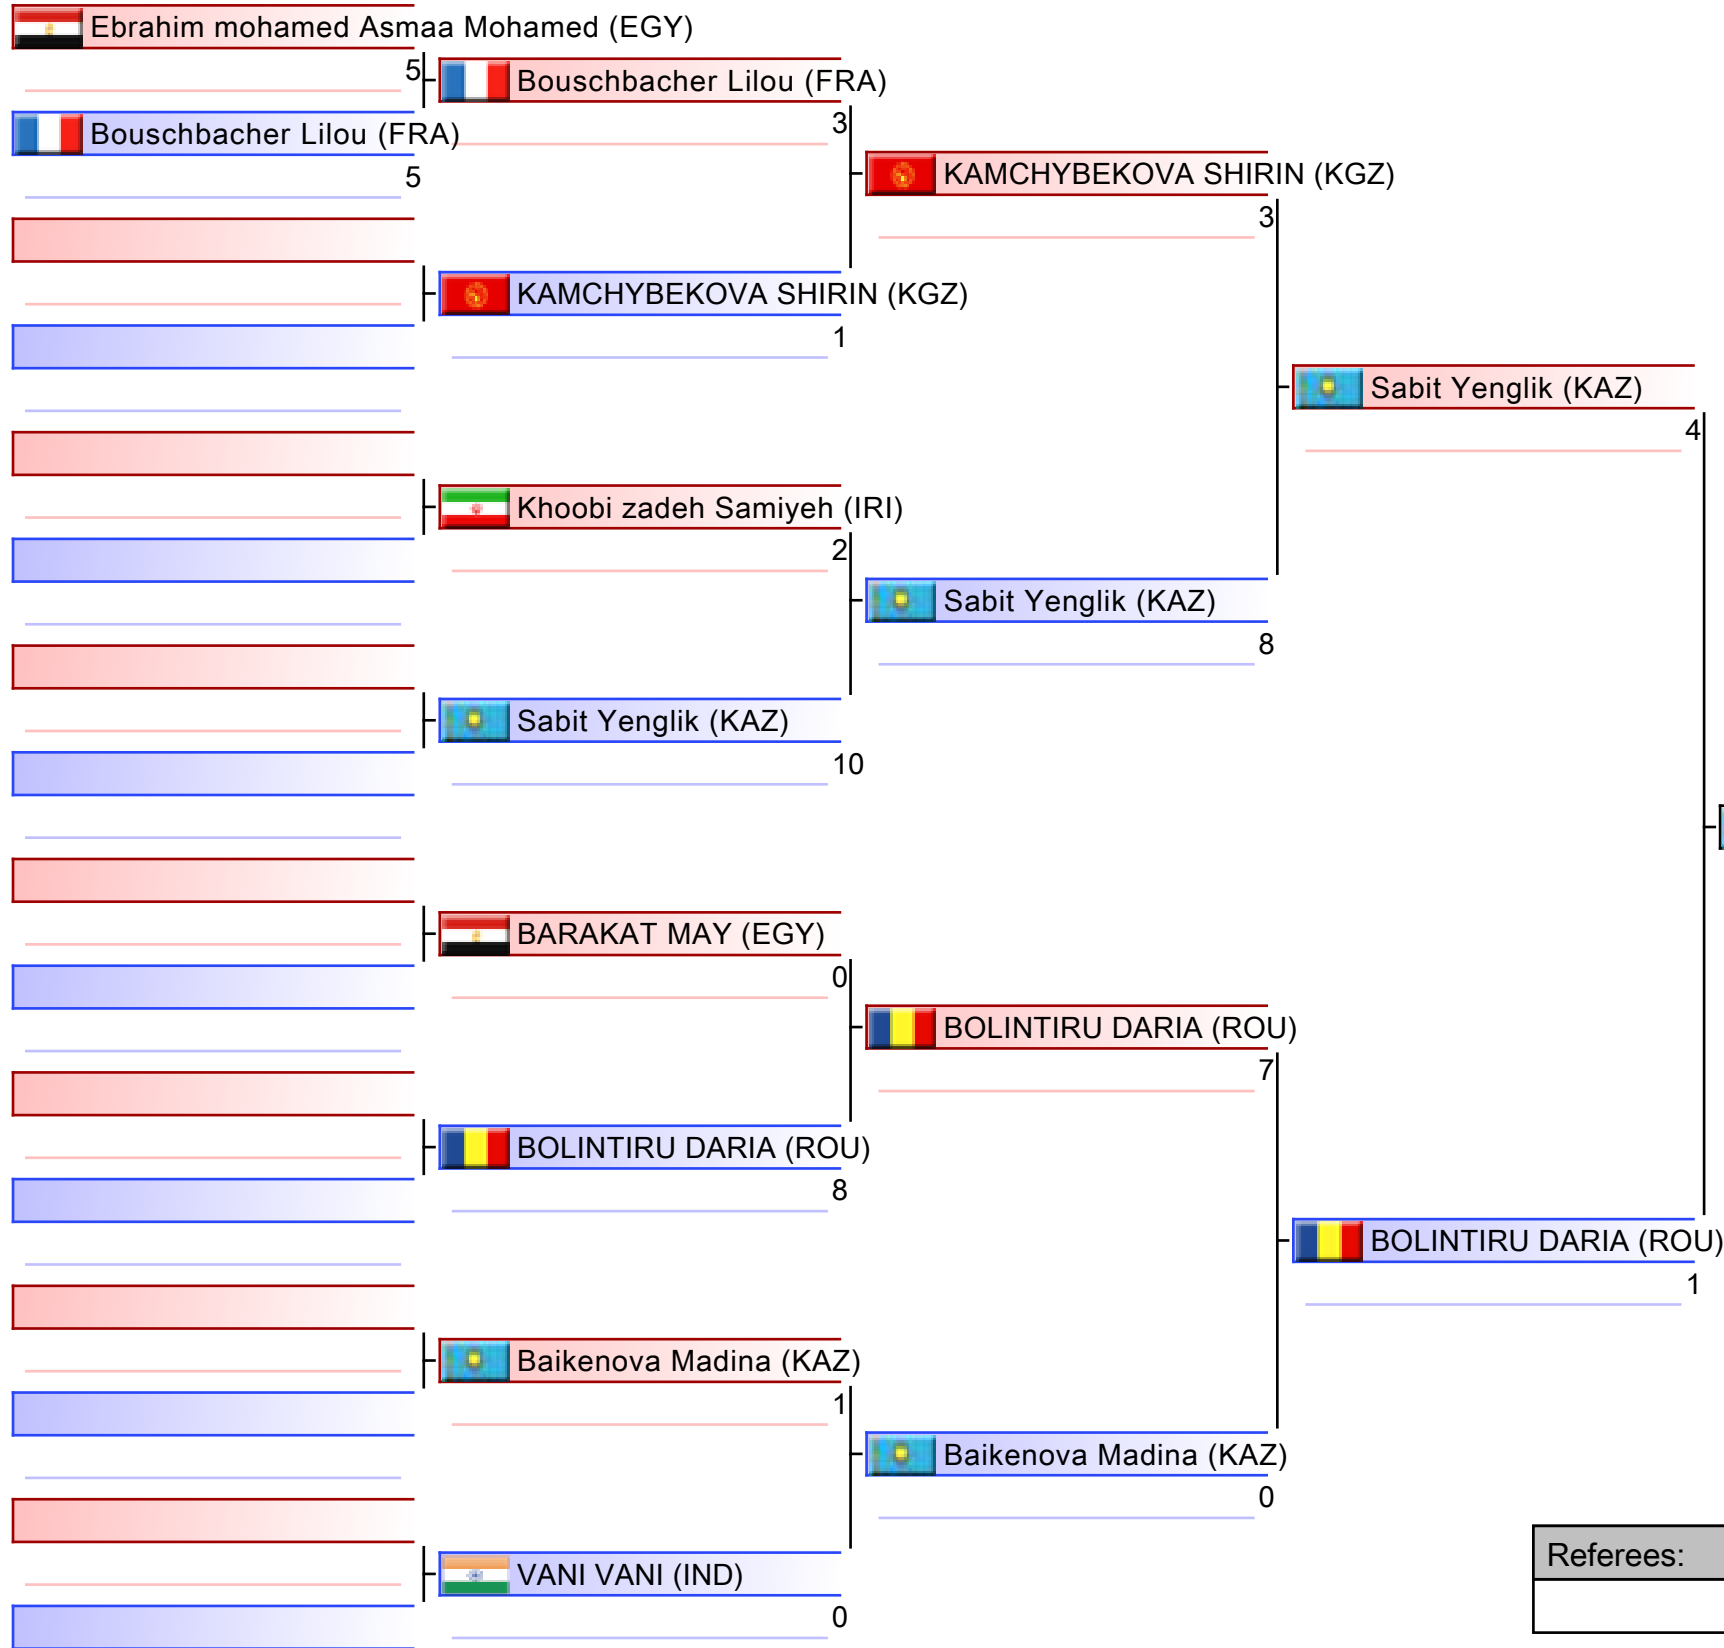 Ebrahim mohamed Asmaa Mohamed (EGY)
5
Bouschbacher Lilou (FRA)
5
Bouschbacher Lilou (FRA)
3
KAMCHYBEKOVA SHIRIN (KGZ)
1
Khoobi zadeh Samiyeh (IRI)
2
Sabit Yenglik (KAZ)
10
BARAKAT MAY (EGY)
0
BOLINTIRU DARIA (ROU)
8
Baikenova Madina (KAZ)
1
VANI VANI (IND)
0
KAMCHYBEKOVA SHIRIN (KGZ)
3
Sabit Yenglik (KAZ)
8
BOLINTIRU DARIA (ROU)
7
Baikenova Madina (KAZ)
0
Sabit Yenglik (KAZ)
4
BOLINTIRU DARIA (ROU)
1
Referees: